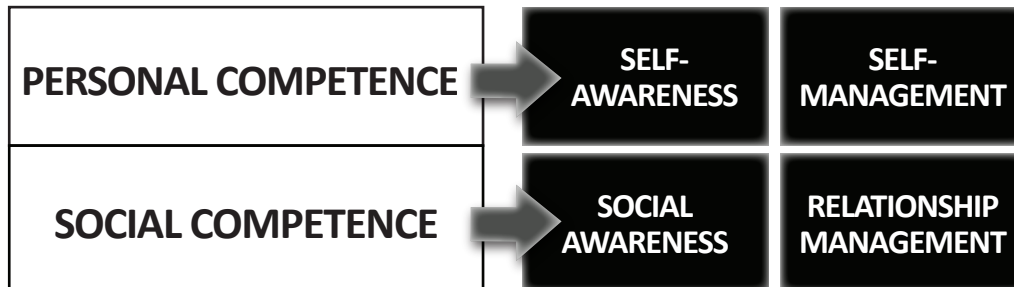 PERSONAL COMPETENCE
SELF-
AWARENESS
SELF-
MANAGEMENT
SOCIAL COMPETENCE
SOCIAL
AWARENESS
RELATIONSHIP
MANAGEMENT